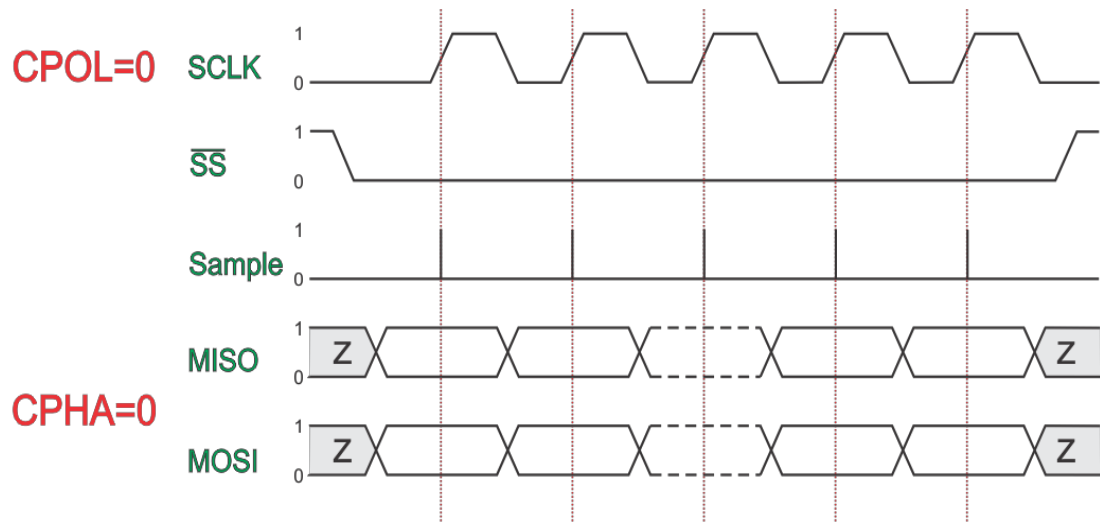 CPOL=0 SCLK 1
0
SS 1
0
Sample 1
0
MISO 1
0 Z Z
CPHA=0
MOSI 1
0 Z Z